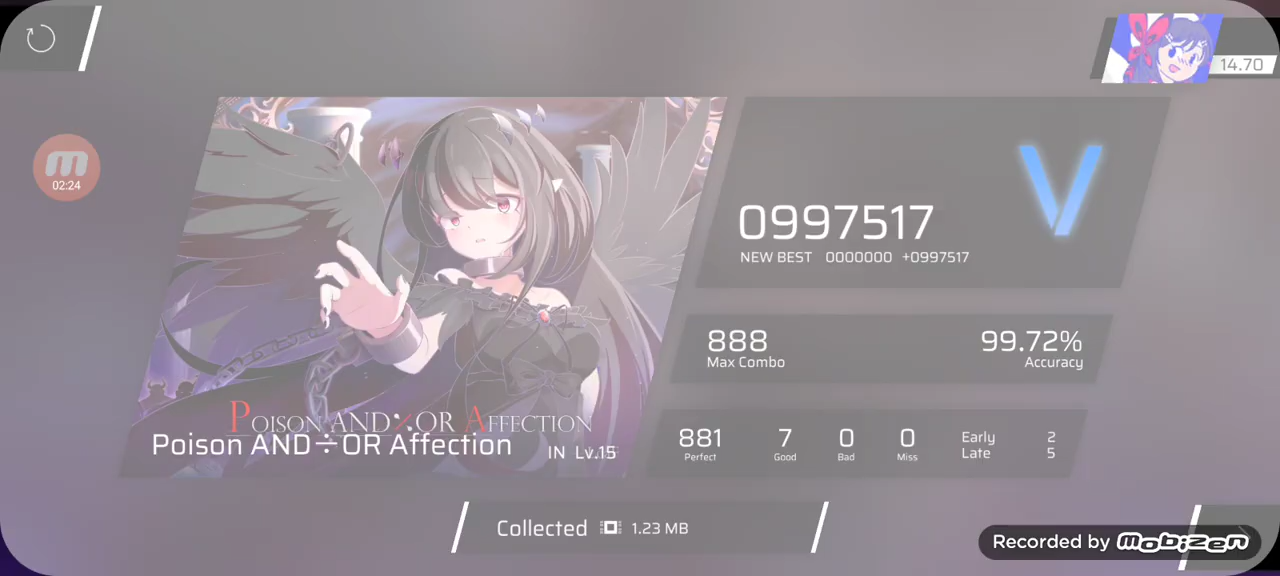 14.70
02:24
0997517
V
NEW BEST 0000000 +0997517
888
Max Combo
99.72%
Accuracy
POISON AND٪OR AFFECTION
Poison AND÷OR Affection
IN Lv.15
881
Perfect
7
Good
0
Bad
0
Miss
Early 2
Late 5
Collected 1.23 MB
Recorded by mobizen